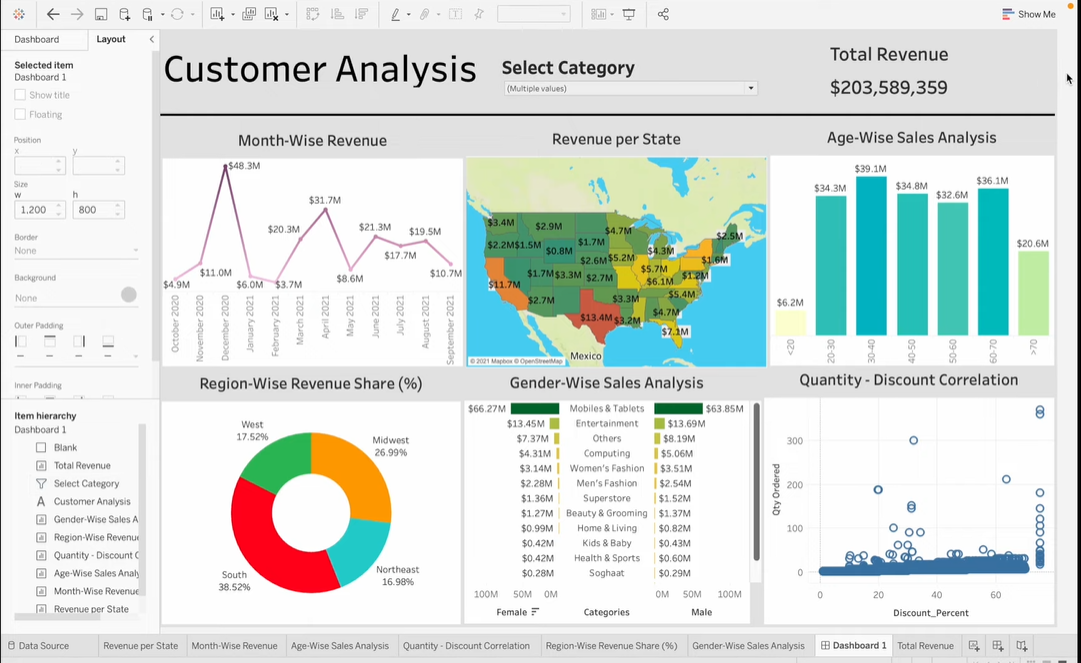 Show Me
Dashboard
Layout
Selected item
Dashboard 1
Show title
Floating
Position
x
y
Size
w
h
1,200
800
Border
None
Background
None
Outer Padding
Inner Padding
Item hierarchy
Dashboard 1
Blank
Total Revenue
Select Category
Customer Analysis
Gender-Wise Sales A
Region-Wise Revenue
Quantity - Discount C
Age-Wise Sales Analy
Month-Wise Revenue
Revenue per State
Customer Analysis
Select Category
(Multiple values)
Total Revenue
$203,589,359
Month-Wise Revenue
$48.3M
$31.7M
$20.3M
$21.3M
$19.5M
$17.7M
$11.0M
$10.7M
$8.6M
$4.9M
$6.0M
$3.7M
October 2020
November 2020
December 2020
January 2021
February 2021
March 2021
April 2021
May 2021
June 2021
July 2021
August 2021
September 2021
Revenue per State
$3.4M
$2.9M
$4.7M
$2.5M
$2.2M
$1.5M
$1.7M
$0.8M
$4.3M
$2.6M
$5.2M
$1.6M
$1.7M
$3.3M
$2.7M
$5.7M
$1.2M
$11.7M
$6.1M
$2.7M
$3.3M
$5.4M
$13.4M
$3.2M
$4.7M
$7.1M
Mexico
© 2021 Mapbox © OpenStreetMap
Age-Wise Sales Analysis
$39.1M
$34.3M
$34.8M
$32.6M
$36.1M
$20.6M
$6.2M
<20
20-30
30-40
40-50
50-60
60-70
>70
Region-Wise Revenue Share (%)
West
17.52%
Midwest
26.99%
South
38.52%
Northeast
16.98%
Gender-Wise Sales Analysis
$66.27M Mobiles & Tablets $63.85M
$13.45M Entertainment $13.69M
$7.37M Others $8.19M
$4.31M Computing $5.06M
$3.14M Women's Fashion $3.51M
$2.28M Men's Fashion $2.54M
$1.36M Superstore $1.52M
$1.27M Beauty & Grooming $1.37M
$0.99M Home & Living $0.82M
$0.42M Kids & Baby $0.43M
$0.42M Health & Sports $0.60M
$0.28M Soghaat $0.29M
100M 50M 0M 0M 50M 100M
Female Categories Male
Quantity - Discount Correlation
Qty Ordered
300
200
100
0
0 20 40 60
Discount_Percent
Data Source
Revenue per State
Month-Wise Revenue
Age-Wise Sales Analysis
Quantity - Discount Correlation
Region-Wise Revenue Share (%)
Gender-Wise Sales Analysis
Dashboard 1
Total Revenue